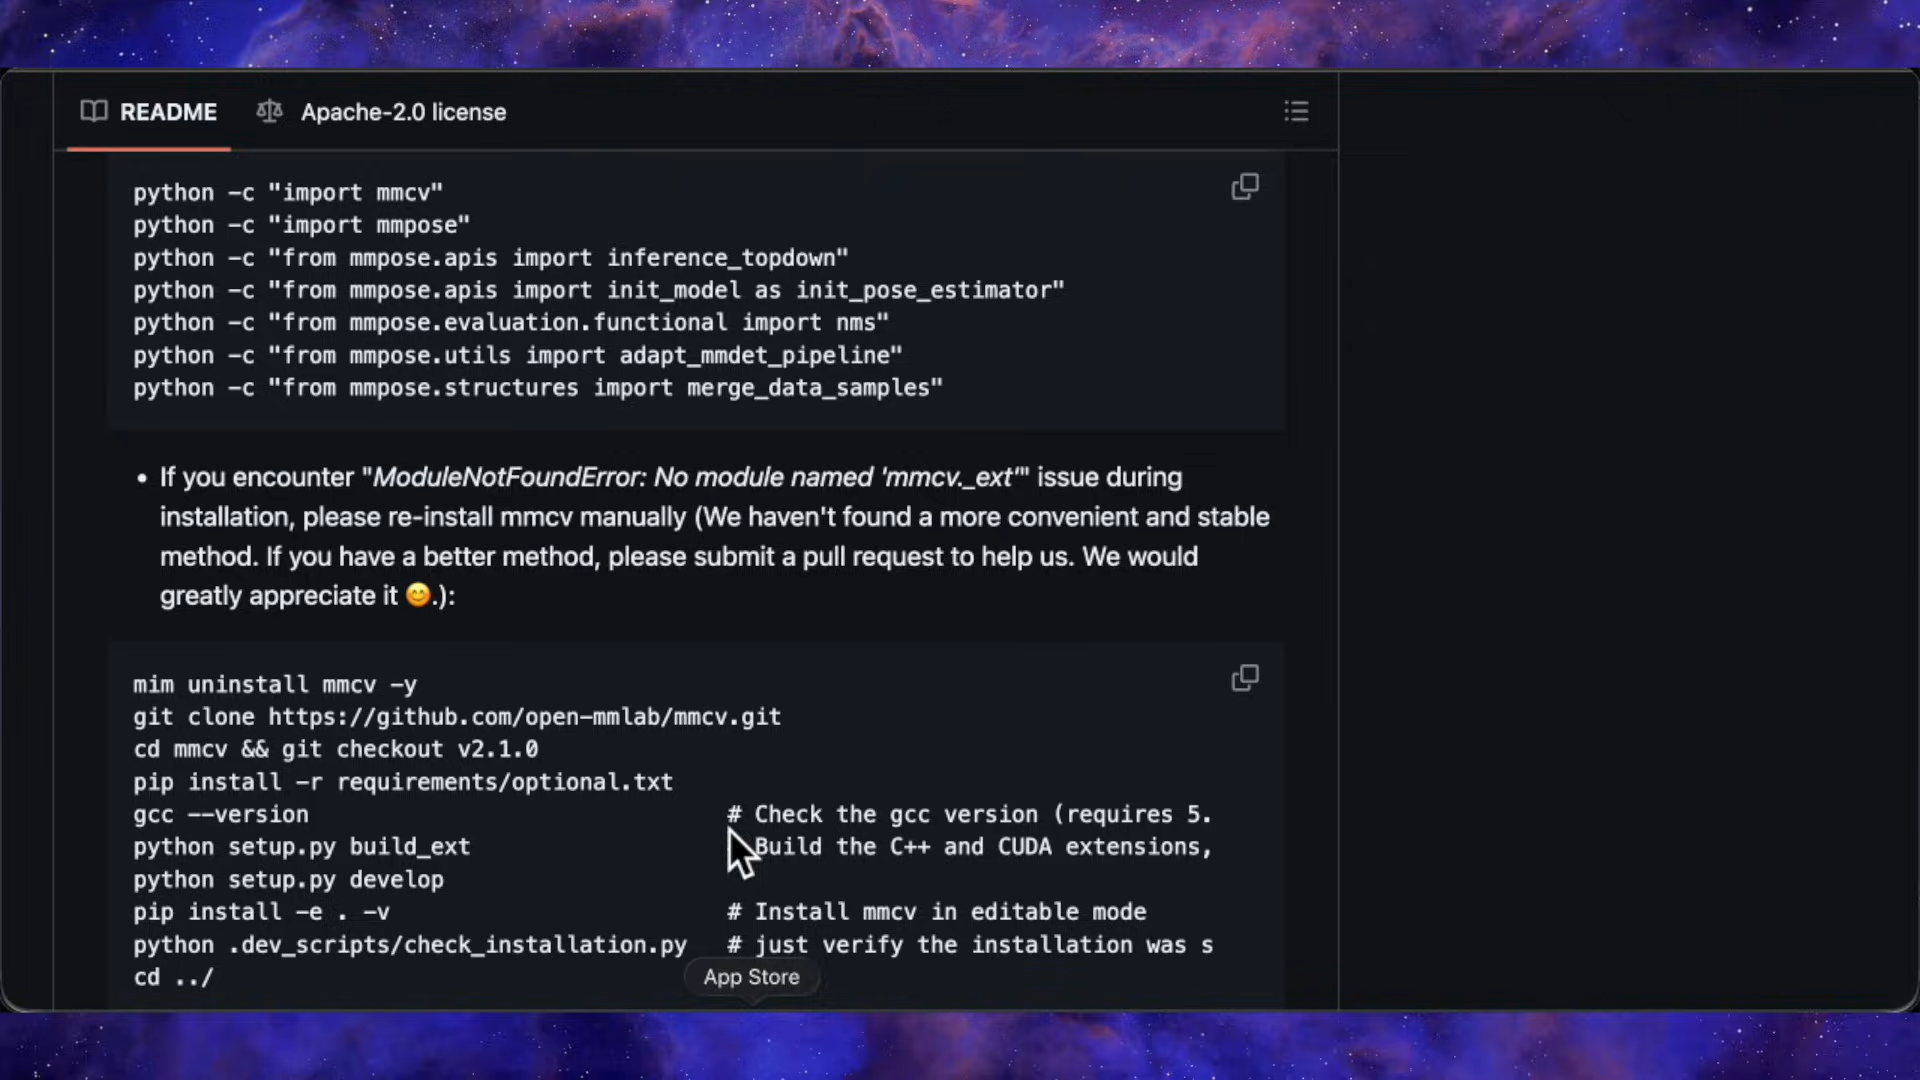 README Apache-2.0 license
python -c "import mmcv"
python -c "import mmpose"
python -c "from mmpose.apis import inference_topdown"
python -c "from mmpose.apis import init_model as init_pose_estimator"
python -c "from mmpose.evaluation.functional import nms"
python -c "from mmpose.utils import adapt_mmdet_pipeline"
python -c "from mmpose.structures import merge_data_samples"
• If you encounter "ModuleNotFoundError: No module named 'mmcv._ext'" issue during
installation, please re-install mmcv manually (We haven't found a more convenient and stable
method. If you have a better method, please submit a pull request to help us. We would
greatly appreciate it 😊.):
mim uninstall mmcv -y
git clone https://github.com/open-mmlab/mmcv.git
cd mmcv && git checkout v2.1.0
pip install -r requirements/optional.txt
gcc --version # Check the gcc version (requires 5.
python setup.py build_ext Build the C++ and CUDA extensions,
python setup.py develop
pip install -e . -v # Install mmcv in editable mode
python .dev_scripts/check_installation.py # just verify the installation was s
cd ../
App Store